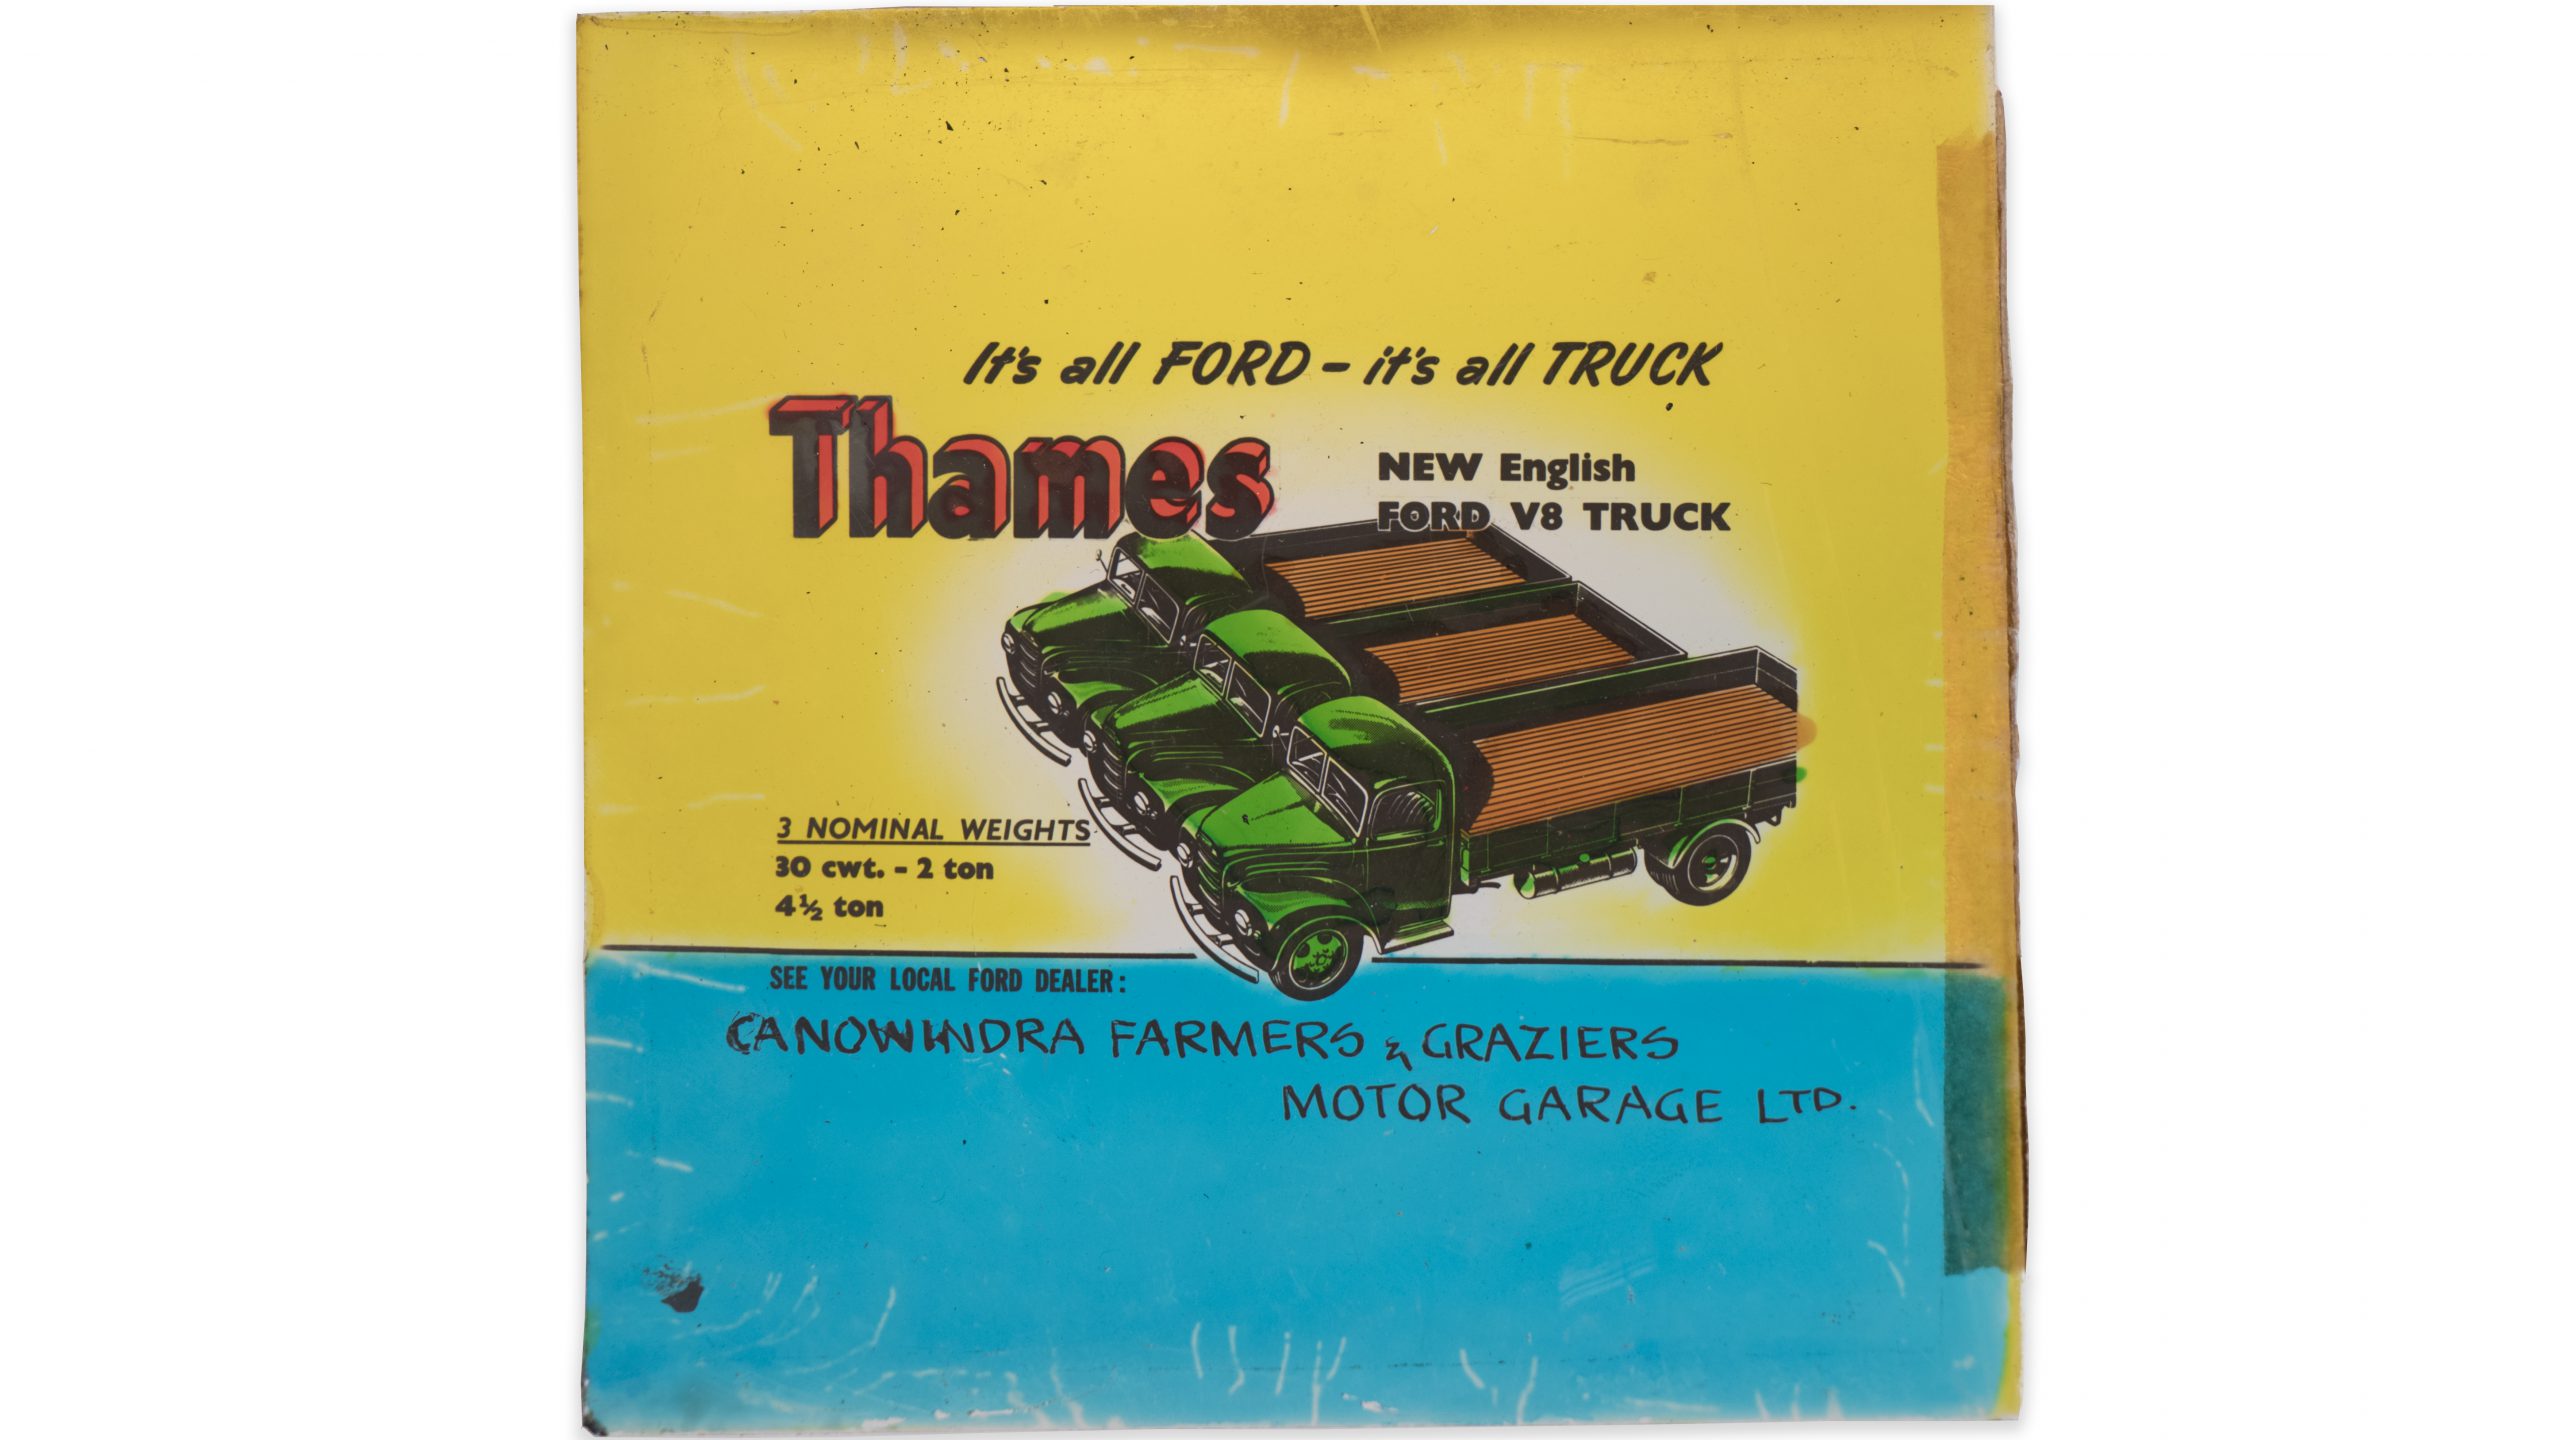 It's all FORD - it's all TRUCK
Thames
NEW English
FORD V8 TRUCK
3 NOMINAL WEIGHTS
30 cwt. - 2 ton
4½ ton
SEE YOUR LOCAL FORD DEALER:
CANOWINDRA FARMERS & GRAZIERS
MOTOR GARAGE LTD.